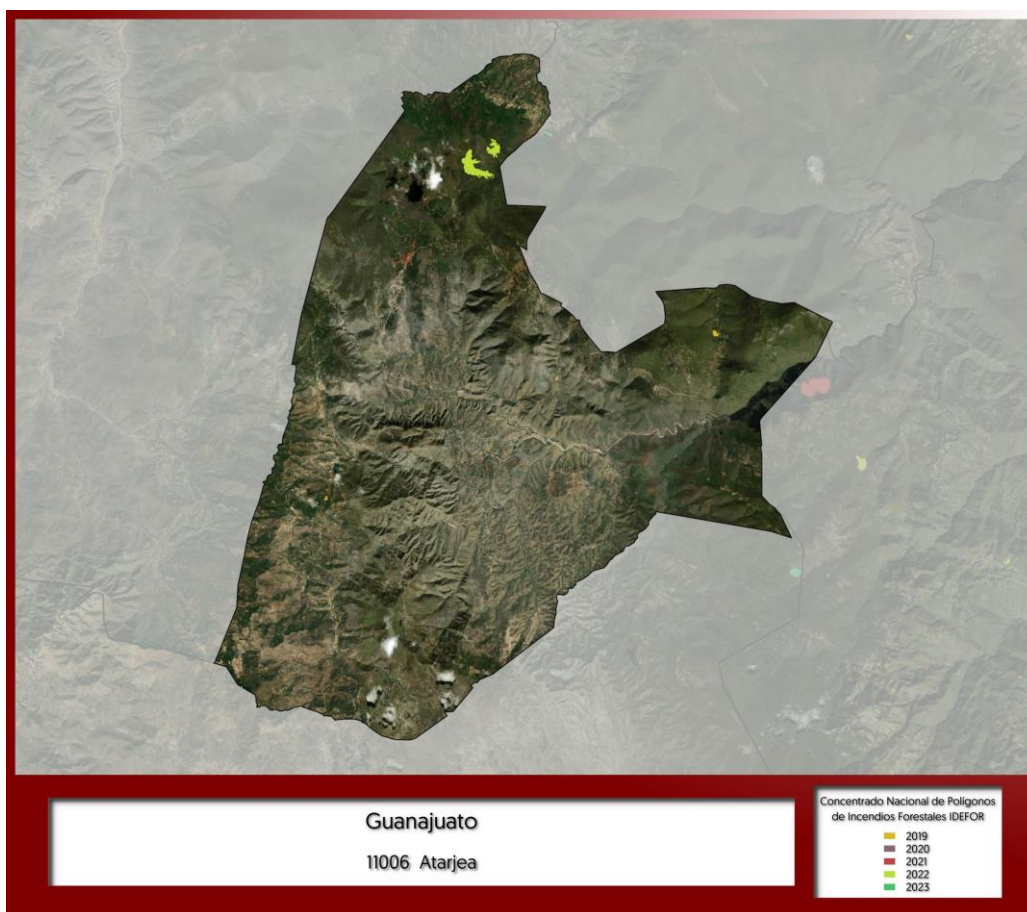 Guanajuato
11006 Atarjea
Concentrado Nacional de Polígonos
de Incendios Forestales IDEFOR
2019
2020
2021
2022
2023